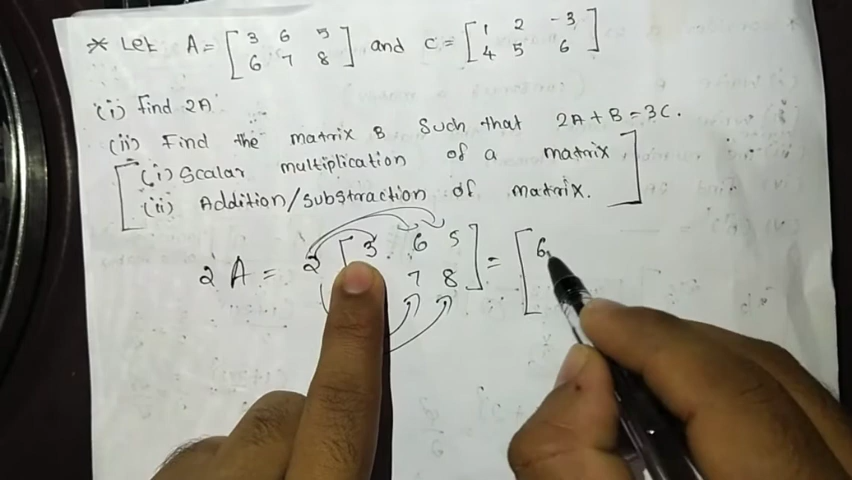 * Let A = [ 3 6 5 and C = [ 1 2 -3
6 7 8 ] 4 5 6 ]
(i) Find 2A
(ii) Find the matrix B Such that 2A + B = 3C.
[ (i) Scalar multiplication of a matrix
(ii) Addition/substraction of matrix. ]
2 A = 2 [ 3 6 5 ] = [ 6
7 8